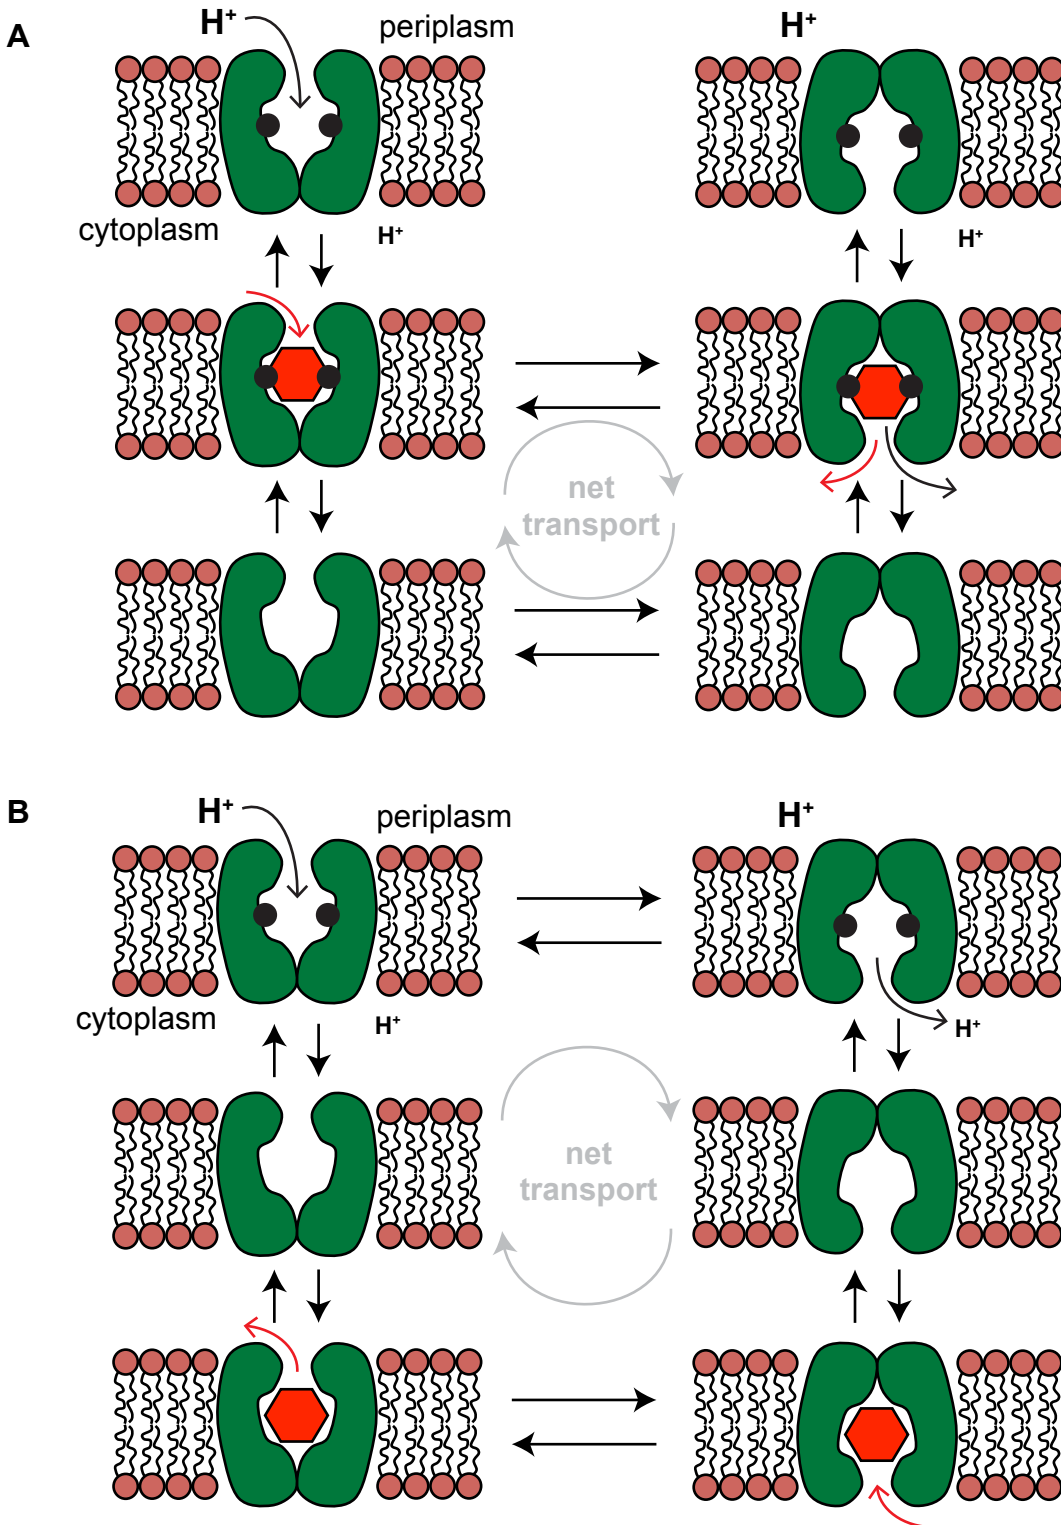 A
H⁺
periplasm
H⁺
cytoplasm
H⁺
H⁺
net
transport
B
H⁺
periplasm
H⁺
cytoplasm
H⁺
H⁺
net
transport